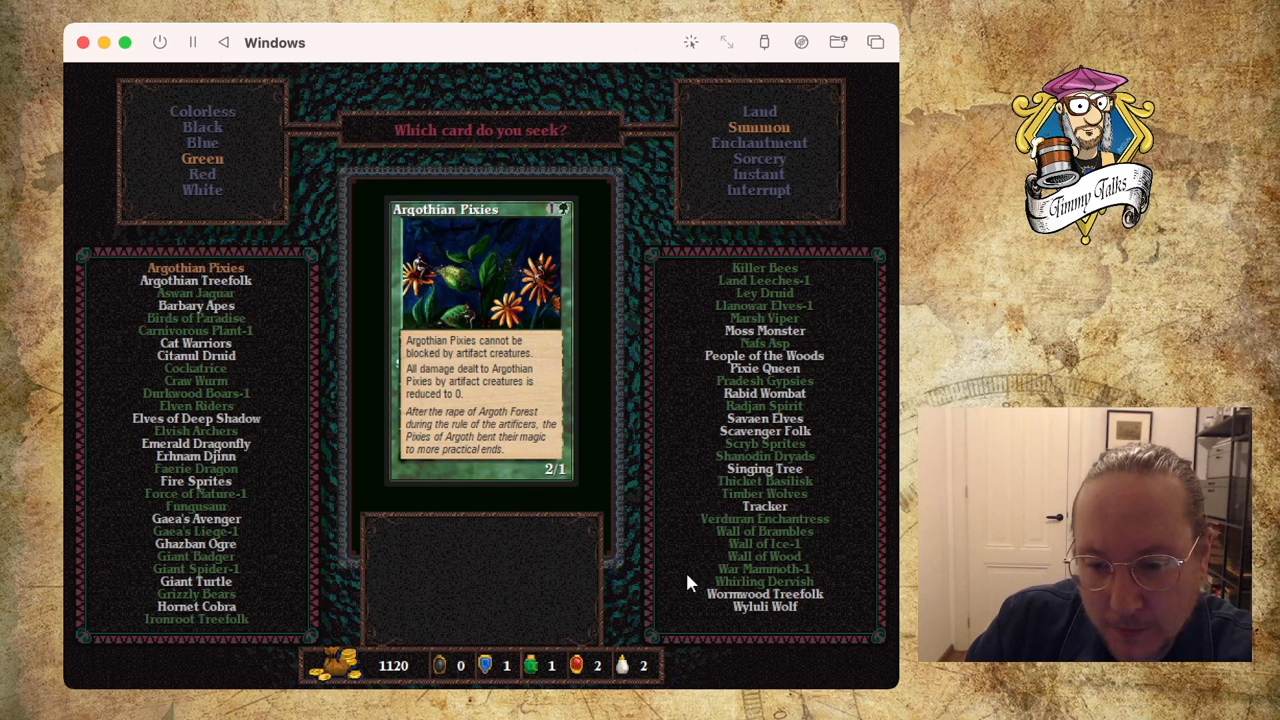 Windows
Colorless
Black
Blue
Green
Red
White
Which card do you seek?
Land
Summon
Enchantment
Sorcery
Instant
Interrupt
Argothian Pixies
Argothian Treefolk
Aswan Jaguar
Barbary Apes
Birds of Paradise
Carnivorous Plant-1
Cat Warriors
Citanul Druid
Cockatrice
Craw Wurm
Durkwood Boars-1
Elven Riders
Elves of Deep Shadow
Elvish Archers
Emerald Dragonfly
Erhnam Djinn
Faerie Dragon
Fire Sprites
Force of Nature-1
Fungusaur
Gaea's Avenger
Gaea's Liege-1
Ghazban Ogre
Giant Badger
Giant Spider-1
Giant Turtle
Grizzly Bears
Hornet Cobra
Ironroot Treefolk
Argothian Pixies 1
Argothian Pixies cannot be
blocked by artifact creatures.
All damage dealt to Argothian
Pixies by artifact creatures is
reduced to 0.
After the rape of Argoth Forest
during the rule of the artificers, the
Pixies of Argoth bent their magic
to more practical ends.
2/1
Killer Bees
Land Leeches-1
Ley Druid
Llanowar Elves-1
Marsh Viper
Moss Monster
Nafs Asp
People of the Woods
Pixie Queen
Pradesh Gypsies
Rabid Wombat
Radjan Spirit
Savaen Elves
Scavenger Folk
Scryb Sprites
Shanodin Dryads
Singing Tree
Thicket Basilisk
Timber Wolves
Tracker
Verduran Enchantress
Wall of Brambles
Wall of Ice-1
Wall of Wood
War Mammoth-1
Whirling Dervish
Wormwood Treefolk
Wyluli Wolf
1120 0 1 1 2 2
Timmy Talks